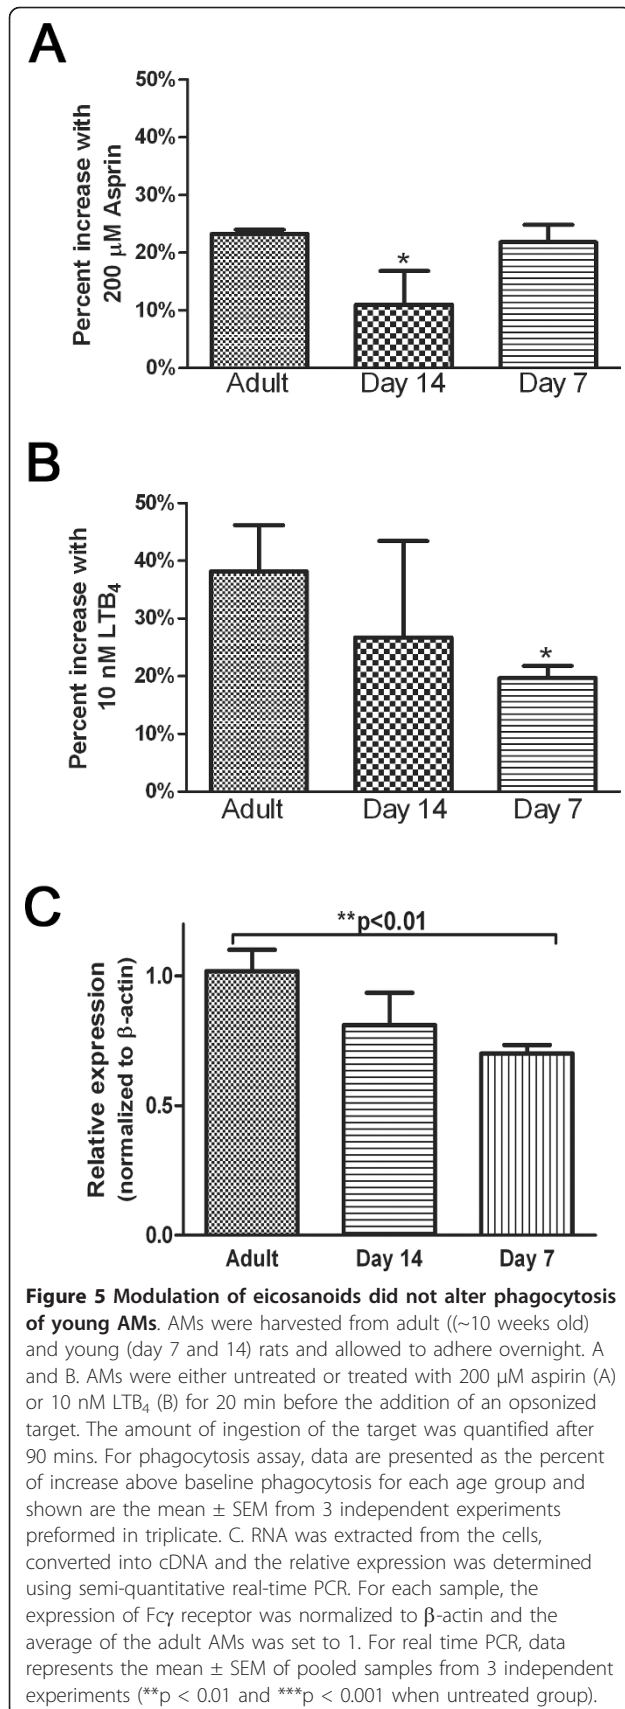 A
Percent increase with
200 μM Asprin
50%
40%
30%
20%
10%
0%
*
Adult Day 14 Day 7
B
Percent increase with
10 nM LTB₄
50%
40%
30%
20%
10%
0%
*
Adult Day 14 Day 7
C
Relative expression
(normalized to β-actin)
**p<0.01
1.0
0.5
0.0
Adult Day 14 Day 7
Figure 5 Modulation of eicosanoids did not alter phagocytosis
of young AMs. AMs were harvested from adult ((~10 weeks old)
and young (day 7 and 14) rats and allowed to adhere overnight. A
and B. AMs were either untreated or treated with 200 μM aspirin (A)
or 10 nM LTB₄ (B) for 20 min before the addition of an opsonized
target. The amount of ingestion of the target was quantified after
90 mins. For phagocytosis assay, data are presented as the percent
of increase above baseline phagocytosis for each age group and
shown are the mean ± SEM from 3 independent experiments
preformed in triplicate. C. RNA was extracted from the cells,
converted into cDNA and the relative expression was determined
using semi-quantitative real-time PCR. For each sample, the
expression of Fcγ receptor was normalized to β-actin and the
average of the adult AMs was set to 1. For real time PCR, data
represents the mean ± SEM of pooled samples from 3 independent
experiments (**p < 0.01 and ***p < 0.001 when untreated group).